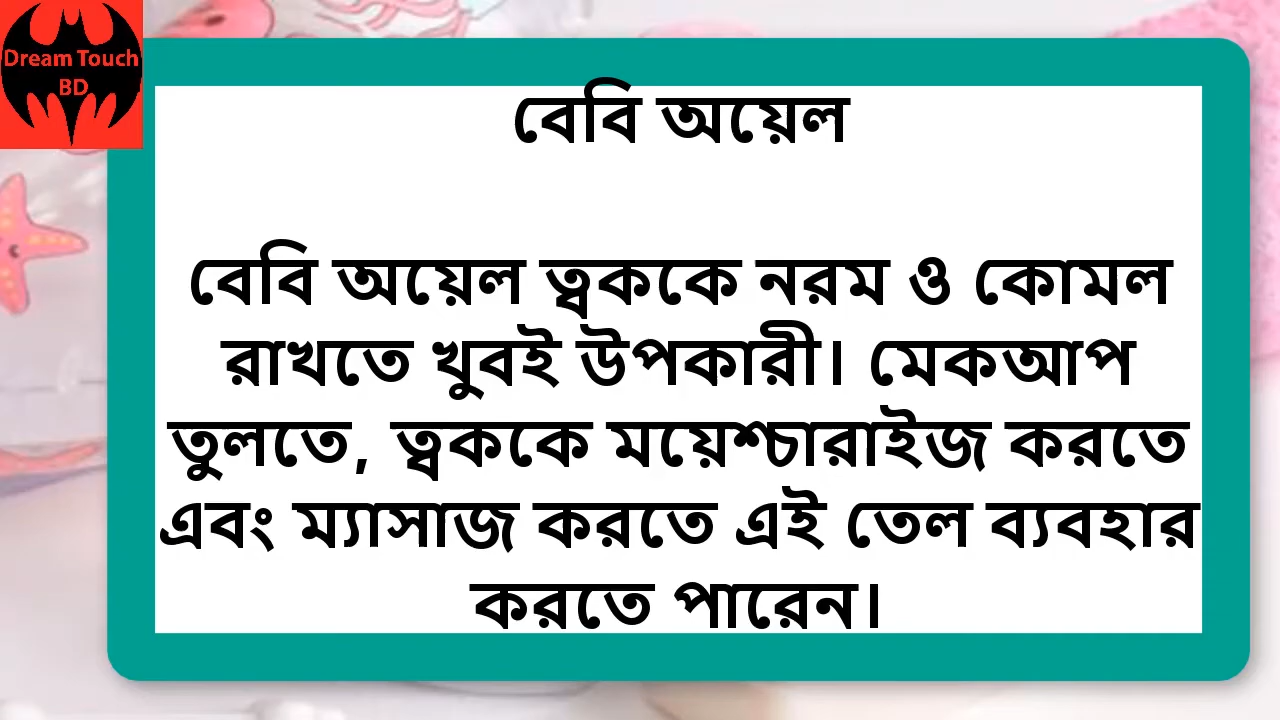 Dream Touch
BD
বেবি অয়েল
বেবি অয়েল ত্বককে নরম ও কোমল
রাখতে খুবই উপকারী। মেকআপ
তুলতে, ত্বককে ময়েশ্চারাইজ করতে
এবং ম্যাসাজ করতে এই তেল ব্যবহার
করতে পারেন।